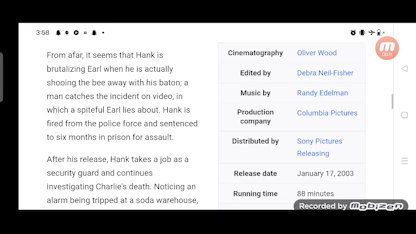 3:58
From afar, it seems that Hank is
brutalizing Earl when he is actually
shooing the bee away with his baton; a
man catches the incident on video, in
which a spiteful Earl lies about. Hank is
fired from the police force and sentenced
to six months in prison for assault.
After his release, Hank takes a job as a
security guard and continues
investigating Charlie's death. Noticing an
alarm being tripped at a soda warehouse,
Cinematography Oliver Wood
Edited by Debra Neil-Fisher
Music by Randy Edelman
Production company Columbia Pictures
Distributed by Sony Pictures Releasing
Release date January 17, 2003
Running time 88 minutes
Recorded by Mobizen